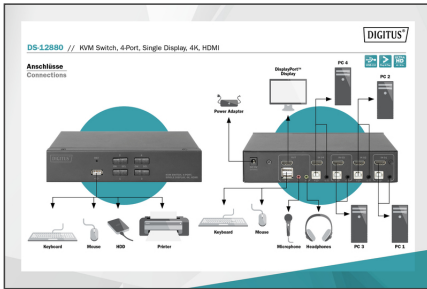 DIGITUS®
DS-12880 // KVM Switch, 4-Port, Single Display, 4K, HDMI
Anschlüsse
Connections
DisplayPort™
Display
PC 4
PC 2
Power Adapter
DIGITUS
Keyboard
Mouse
HDD
Printer
Keyboard
Mouse
Microphone
Headphones
PC 3
PC 1